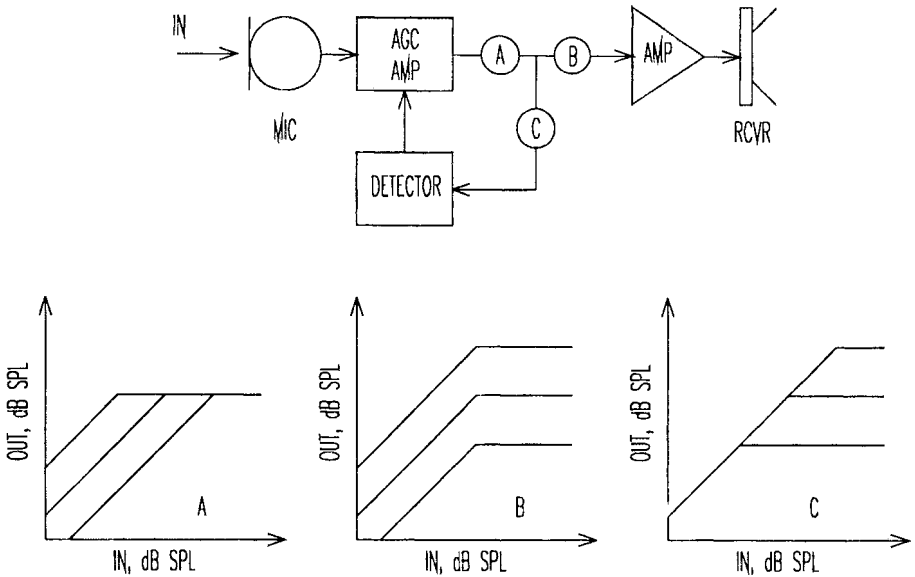 IN
MIC
AGC
AMP
A
B
C
DETECTOR
AMP
RCVR
OUT, dB SPL
A
IN, dB SPL
OUT, dB SPL
B
IN, dB SPL
OUT, dB SPL
C
IN, dB SPL